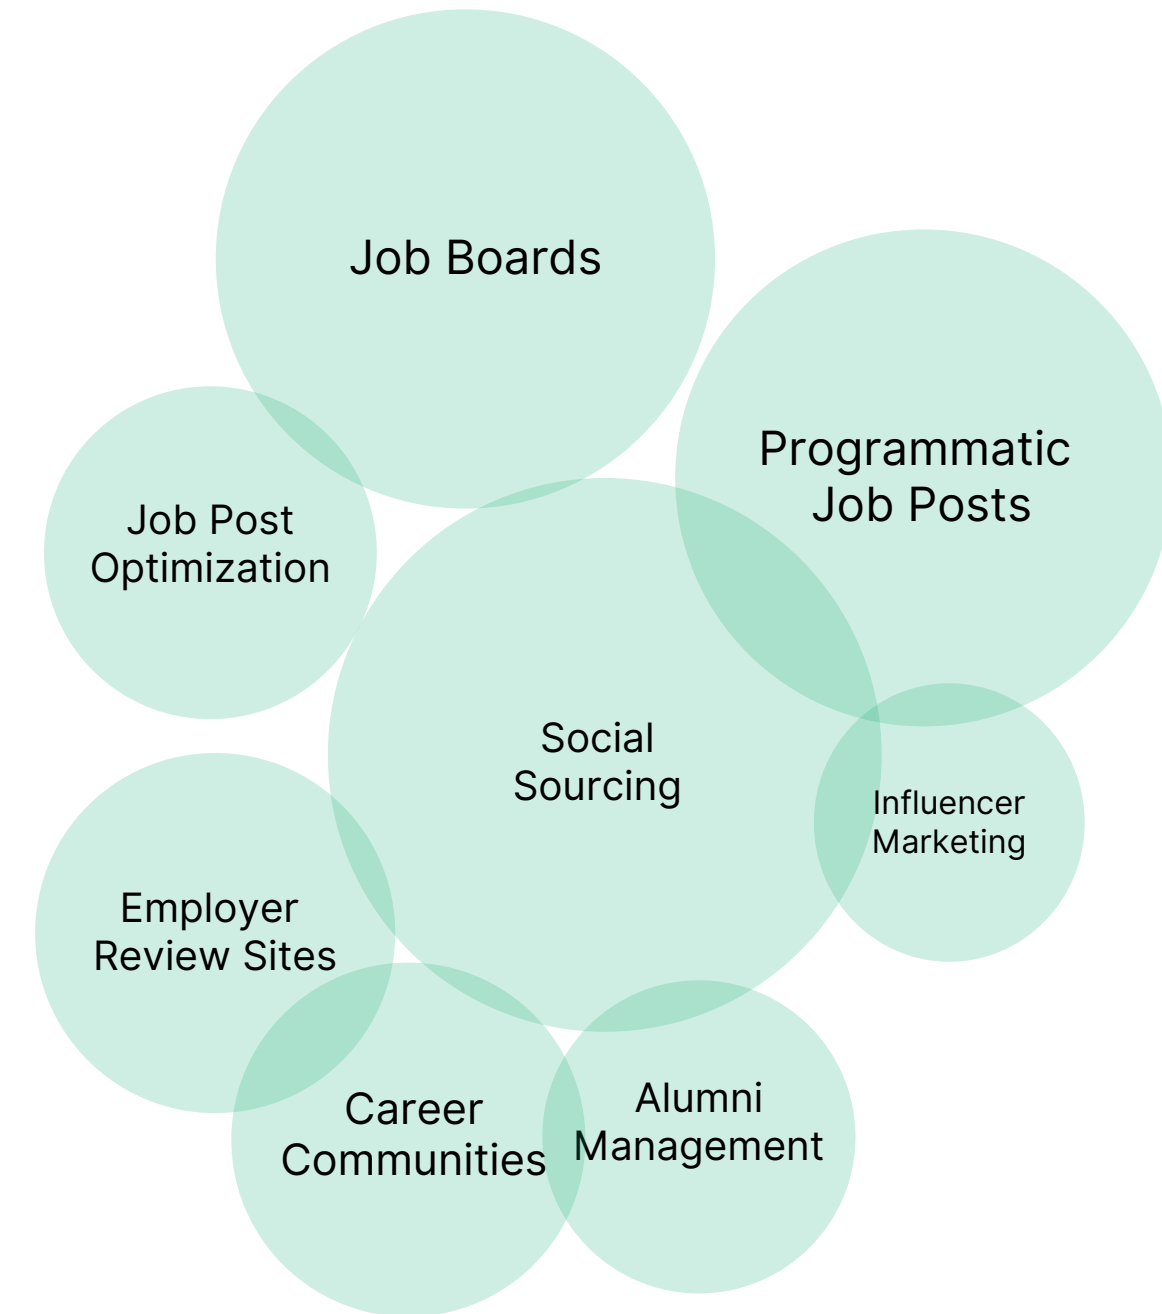 Job Boards
Programmatic
Job Posts
Job Post
Optimization
Social
Sourcing
Influencer
Marketing
Employer
Review Sites
Career
Communities
Alumni
Management